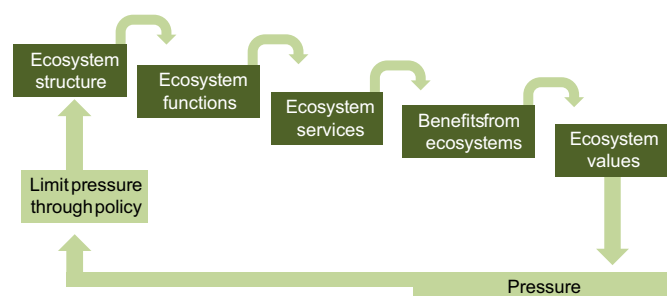 Ecosystem
structure
Ecosystem
functions
Ecosystem
services
Benefitsfrom
ecosystems
Ecosystem
values
Limit pressure
through policy
Pressure